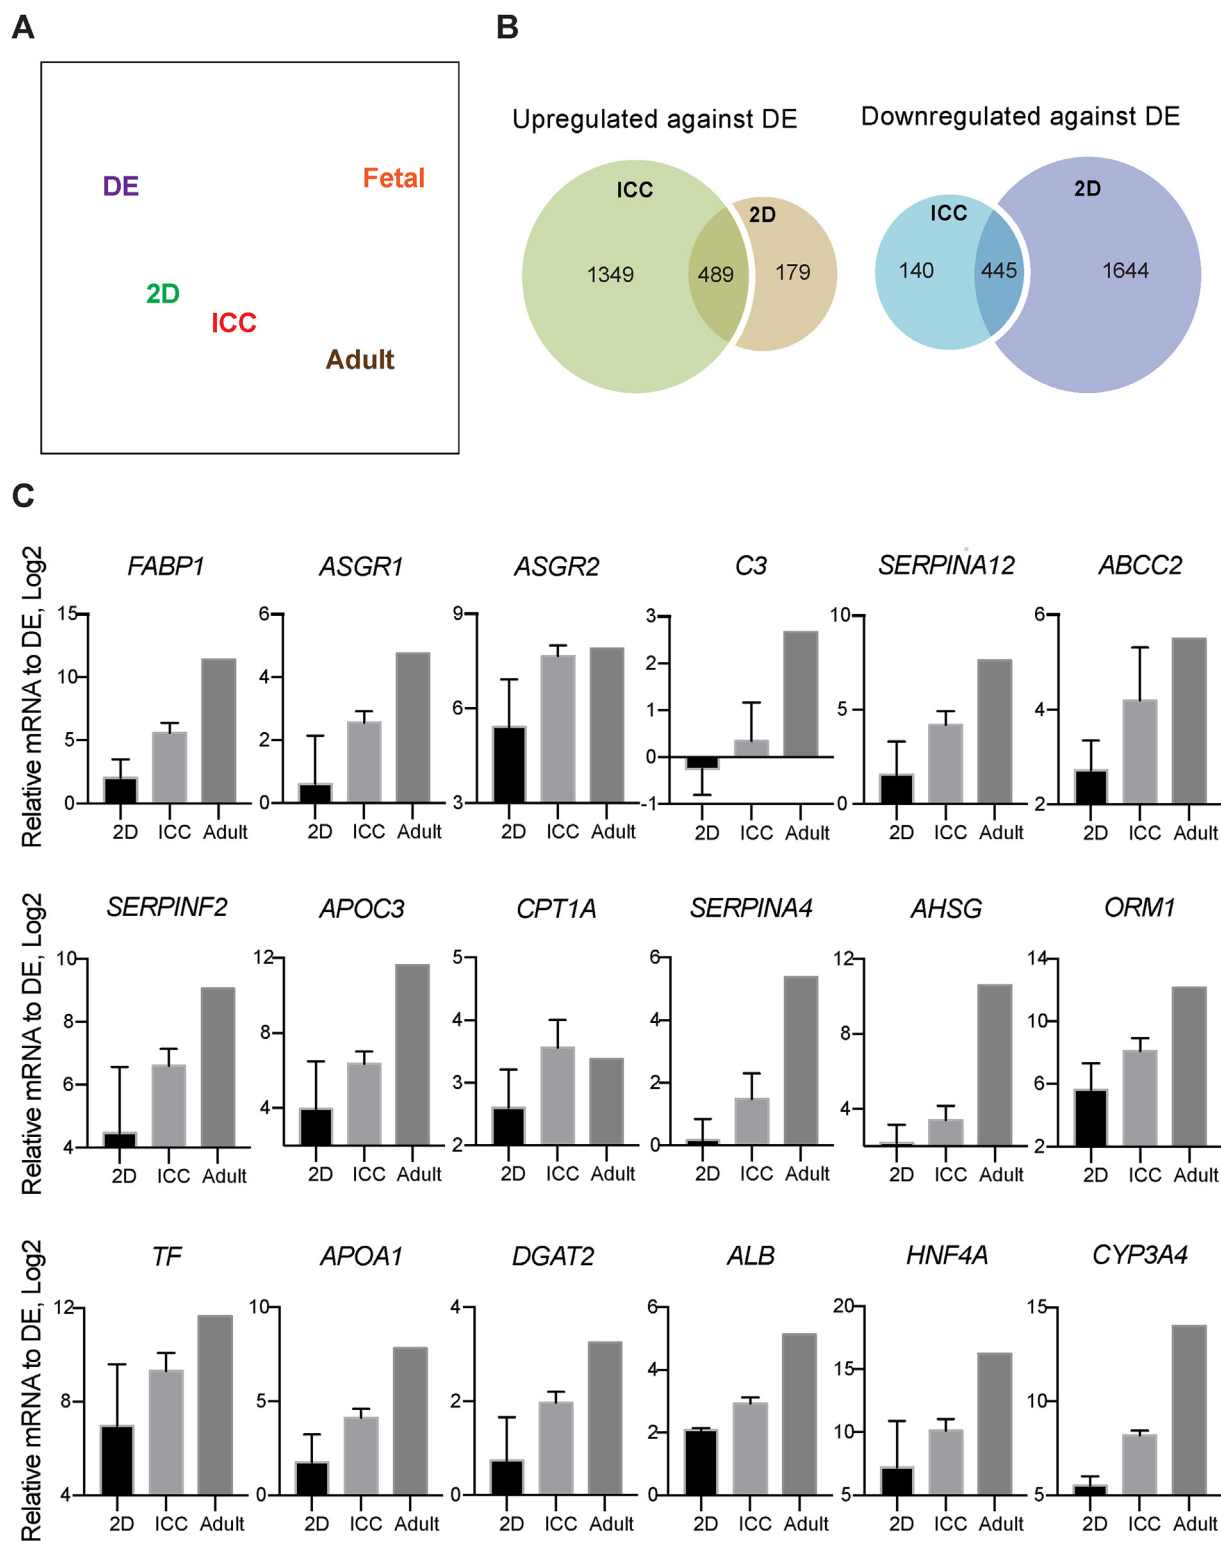 A
B
DE
Fetal
2D
ICC
Adult
Upregulated against DE
Downregulated against DE
ICC
2D
1349
489
179
ICC
2D
140
445
1644
C
Relative mRNA to DE, Log2
FABP1
15
10
5
0
2D ICC Adult
ASGR1
6
4
2
0
2D ICC Adult
ASGR2
9
6
3
2D ICC Adult
C3
3
2
1
0
-1
2D ICC Adult
SERPINA12
10
5
0
2D ICC Adult
ABCC2
6
4
2
2D ICC Adult
Relative mRNA to DE, Log2
SERPINF2
10
8
6
4
2D ICC Adult
APOC3
12
8
4
2D ICC Adult
CPT1A
5
4
3
2
2D ICC Adult
SERPINA4
6
4
2
0
2D ICC Adult
AHSG
12
8
4
2D ICC Adult
ORM1
14
10
6
2
2D ICC Adult
Relative mRNA to DE, Log2
TF
12
8
4
2D ICC Adult
APOA1
10
5
0
2D ICC Adult
DGAT2
4
2
0
2D ICC Adult
ALB
6
4
2
0
2D ICC Adult
HNF4A
20
15
10
5
2D ICC Adult
CYP3A4
15
10
5
2D ICC Adult